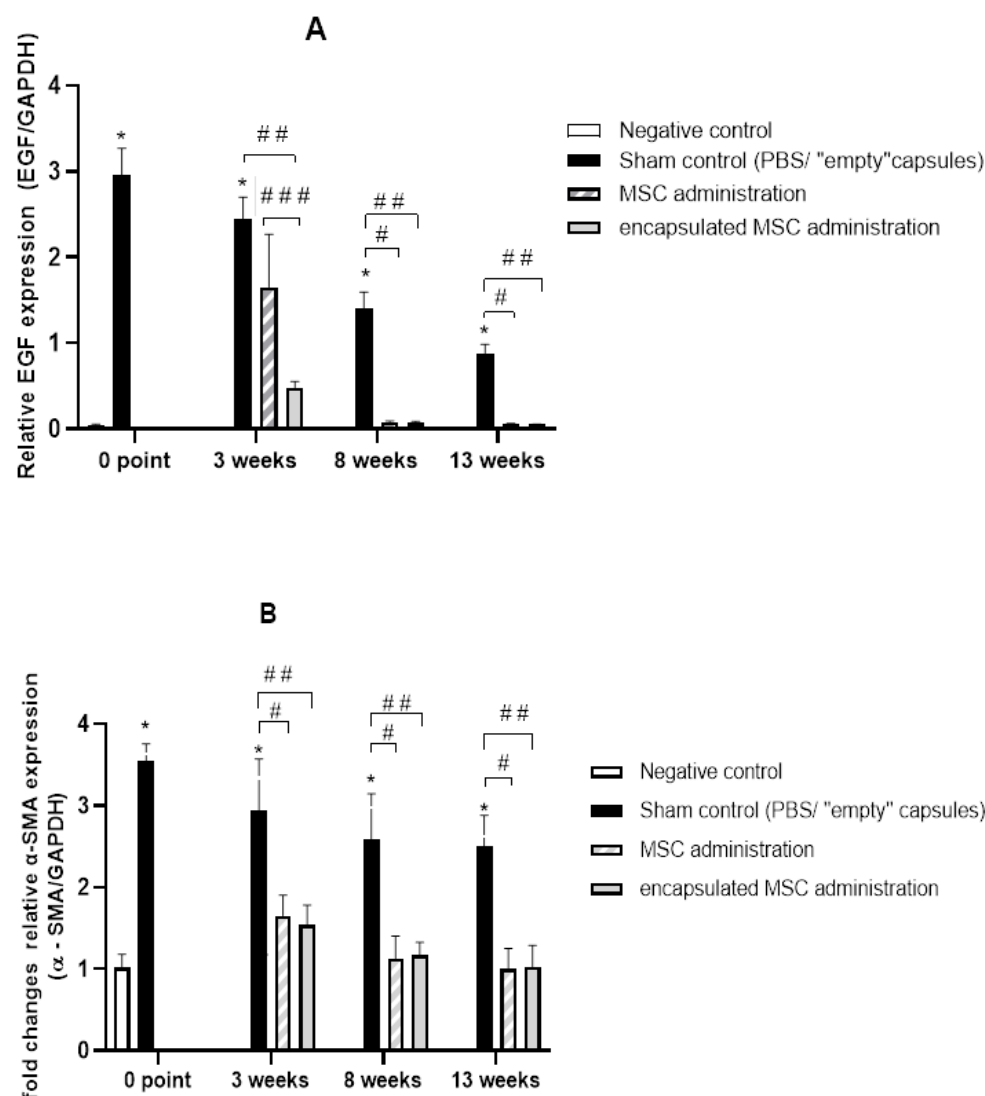 A
Relative EGF expression (EGF/GAPDH)
4
3
2
1
0
*
*
##
###
*
#
##
*
#
##
0 point
3 weeks
8 weeks
13 weeks
Negative control
Sham control (PBS/ "empty"capsules)
MSC administration
encapsulated MSC administration
B
fold changes relative α-SMA expression
(α - SMA/GAPDH)
4
3
2
1
0
*
*
#
##
*
#
##
*
#
##
0 point
3 weeks
8 weeks
13 weeks
Negative control
Sham control (PBS/ "empty" capsules)
MSC administration
encapsulated MSC administration